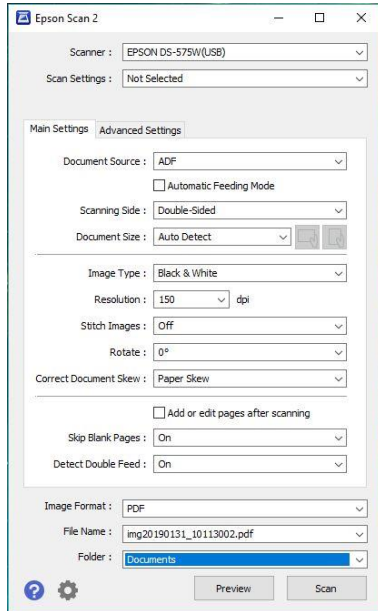 Epson Scan 2
Scanner : EPSON DS-575W(USB)
Scan Settings : Not Selected
Main Settings Advanced Settings
Document Source : ADF
Automatic Feeding Mode
Scanning Side : Double-Sided
Document Size : Auto Detect
Image Type : Black & White
Resolution : 150 dpi
Stitch Images : Off
Rotate : 0°
Correct Document Skew : Paper Skew
Add or edit pages after scanning
Skip Blank Pages : On
Detect Double Feed : On
Image Format : PDF
File Name : img20190131_10113002.pdf
Folder : Documents
Preview Scan